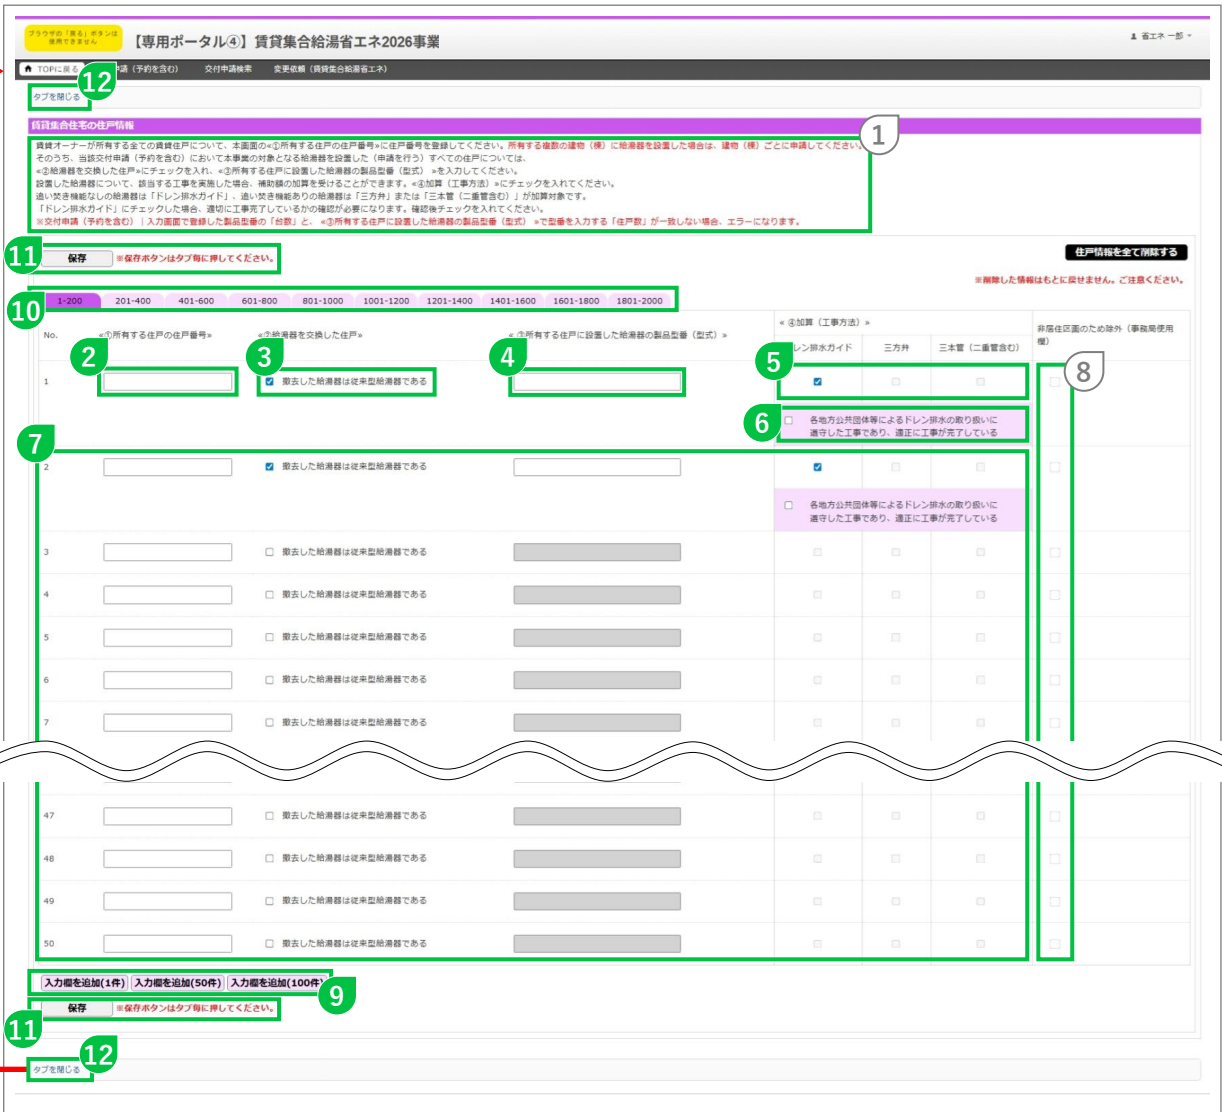 ブラウザの「戻る」ボタンは
使用できません
【専用ポータル④】賃貸集合給湯省エネ2026事業
省エネ 一郎
TOPに戻る
申請（予約を含む）
交付申請検索
変更依頼（賃貸集合給湯省エネ）
12
タブを閉じる
賃貸集合住宅の住戸情報
1
賃貸オーナーが所有する全ての賃貸住戸について、本画面の≪①所有する住戸の住戸番号≫に住戸番号を登録してください。所有する複数の建物（棟）に給湯器を設置した場合は、建物（棟）ごとに申請してください。
そのうち、当該交付申請（予約を含む）において本事業の対象となる給湯器を設置した（申請を行う）すべての住戸については、
≪②給湯器を交換した住戸≫にチェックを入れ、≪③所有する住戸に設置した給湯器の製品型番（型式） ≫を入力してください。
設置した給湯器について、該当する工事を実施した場合、補助額の加算を受けることができます。≪④加算（工事方法）≫にチェックを入れてください。
追い焚き機能なしの給湯器は「ドレン排水ガイド」、追い焚き機能ありの給湯器は「三方弁」または「三本管（二重管含む）」が加算対象です。
「ドレン排水ガイド」にチェックした場合、適切に工事完了しているかの確認が必要になります。確認後チェックを入れてください。
※交付申請（予約を含む）｜入力画面で登録した製品型番の「台数」と、 ≪③所有する住戸に設置した給湯器の製品型番（型式） ≫で型番を入力する「住戸数」が一致しない場合、エラーになります。
11
保存
※保存ボタンはタブ毎に押してください。
住戸情報を全て削除する
※削除した情報はもとに戻せません。ご注意ください。
10
1-200 201-400 401-600 601-800 801-1000 1001-1200 1201-1400 1401-1600 1601-1800 1801-2000
No.
≪①所有する住戸の住戸番号≫
≪②給湯器を交換した住戸≫
≪ ③所有する住戸に設置した給湯器の製品型番（型式）≫
≪ ④加算（工事方法）≫
レン排水ガイド
三方弁
三本管（二重管含む）
非居住区画のため除外（事務局使用
欄）
2
3
4
5
8
1
撤去した給湯器は従来型給湯器である
6
各地方公共団体等によるドレン排水の取り扱いに
遵守した工事であり、適正に工事が完了している
7
2
撤去した給湯器は従来型給湯器である
各地方公共団体等によるドレン排水の取り扱いに
遵守した工事であり、適正に工事が完了している
3
撤去した給湯器は従来型給湯器である
4
撤去した給湯器は従来型給湯器である
5
撤去した給湯器は従来型給湯器である
6
撤去した給湯器は従来型給湯器である
7
撤去した給湯器は従来型給湯器である
47
撤去した給湯器は従来型給湯器である
48
撤去した給湯器は従来型給湯器である
49
撤去した給湯器は従来型給湯器である
50
撤去した給湯器は従来型給湯器である
入力欄を追加(1件) 入力欄を追加(50件) 入力欄を追加(100件)
9
保存
※保存ボタンはタブ毎に押してください。
11
12
タブを閉じる